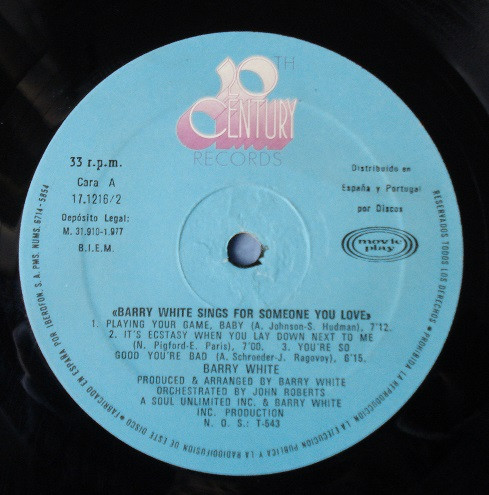 20TH
CENTURY
RECORDS
33 r.p.m.
Cara A
17.1216/2
Depósito Legal:
M. 31,910-1.977
B.I.E.M.
Distribuído en
España y Portugal
por Discos
movie
play
«BARRY WHITE SINGS FOR SOMEONE YOU LOVE»
1. PLAYING YOUR GAME, BABY (A. Johnson-S. Hudman), 7'12.
2. IT'S ECSTASY WHEN YOU LAY DOWN NEXT TO ME
(N. Pigford-E. Paris), 7'00. 3. YOU'RE SO
GOOD YOU'RE BAD (A. Schroeder-J. Ragovoy), 6'15.
BARRY WHITE
PRODUCED & ARRANGED BY BARRY WHITE
ORCHESTRATED BY JOHN ROBERTS
A SOUL UNLIMITED INC. & BARRY WHITE
INC. PRODUCTION
N. O. S.: T-543
RESERVADOS TODOS LOS DERECHOS • PROHIBIDA LA REPRODUCCION, LA EJECUCION PUBLICA Y LA RADIODIFUSION DE ESTE DISCO • FABRICADO EN ESPAÑA POR IBEROFON, S. A. PMS. NUMS. 6714-5854